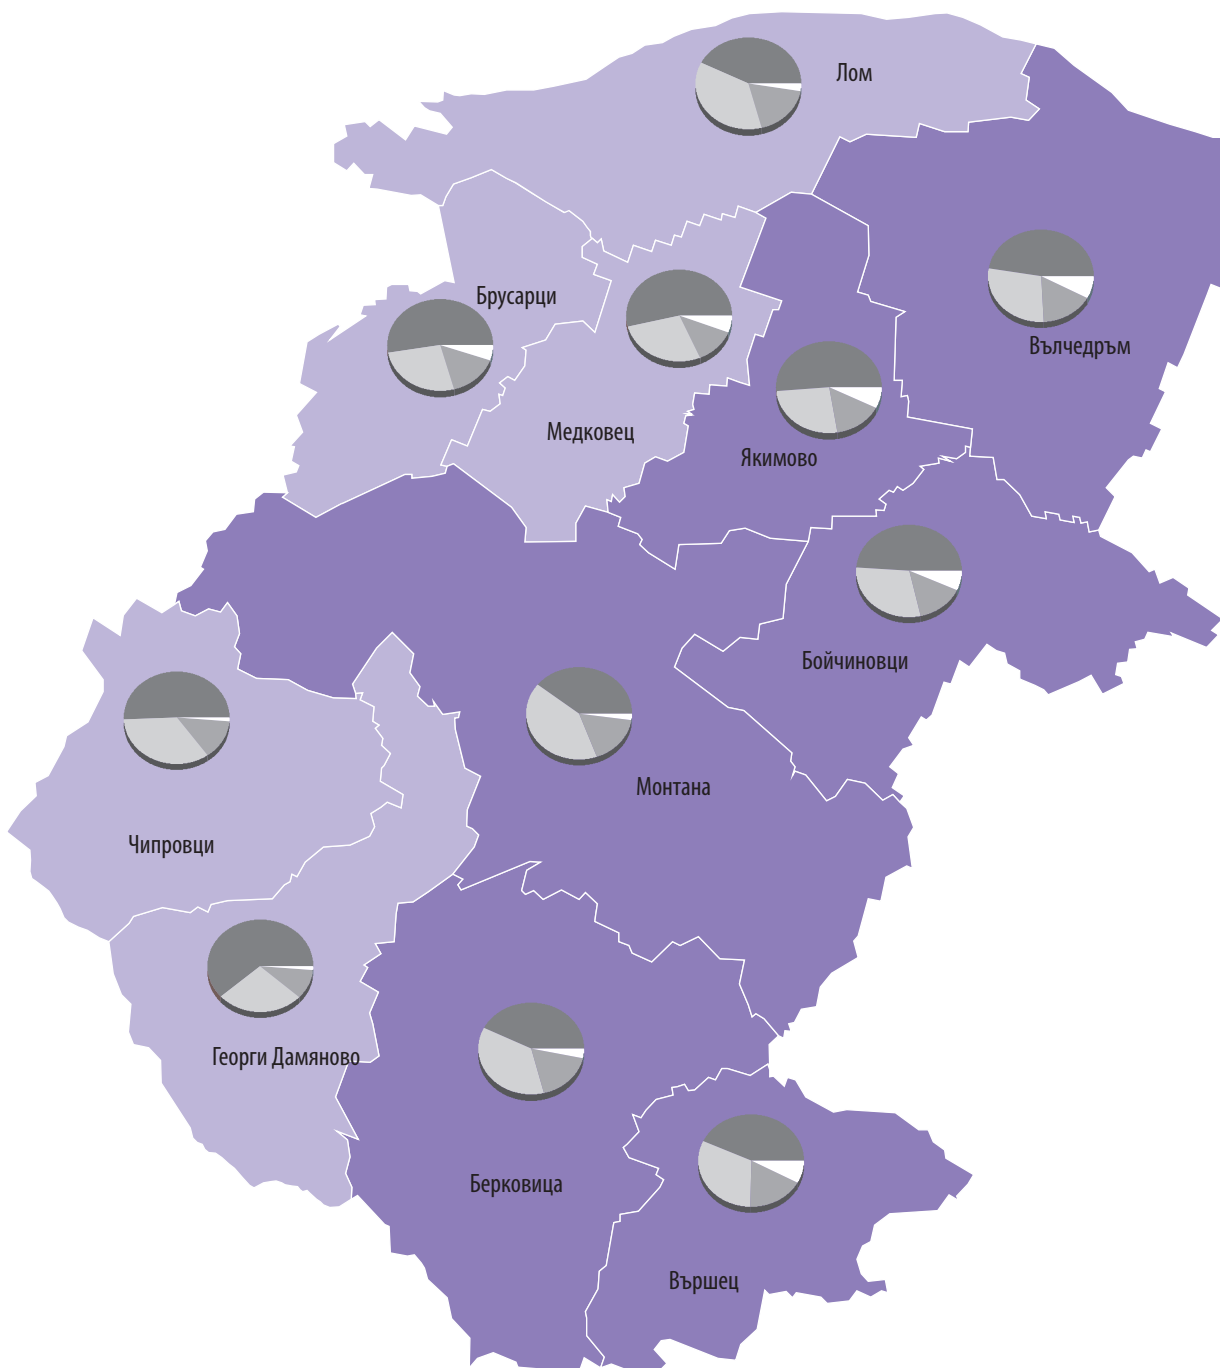 Лом
Брусарци
Вълчедръм
Медковец
Якимово
Бойчиновци
Монтана
Чипровци
Георги Дамяново
Берковица
Вършец